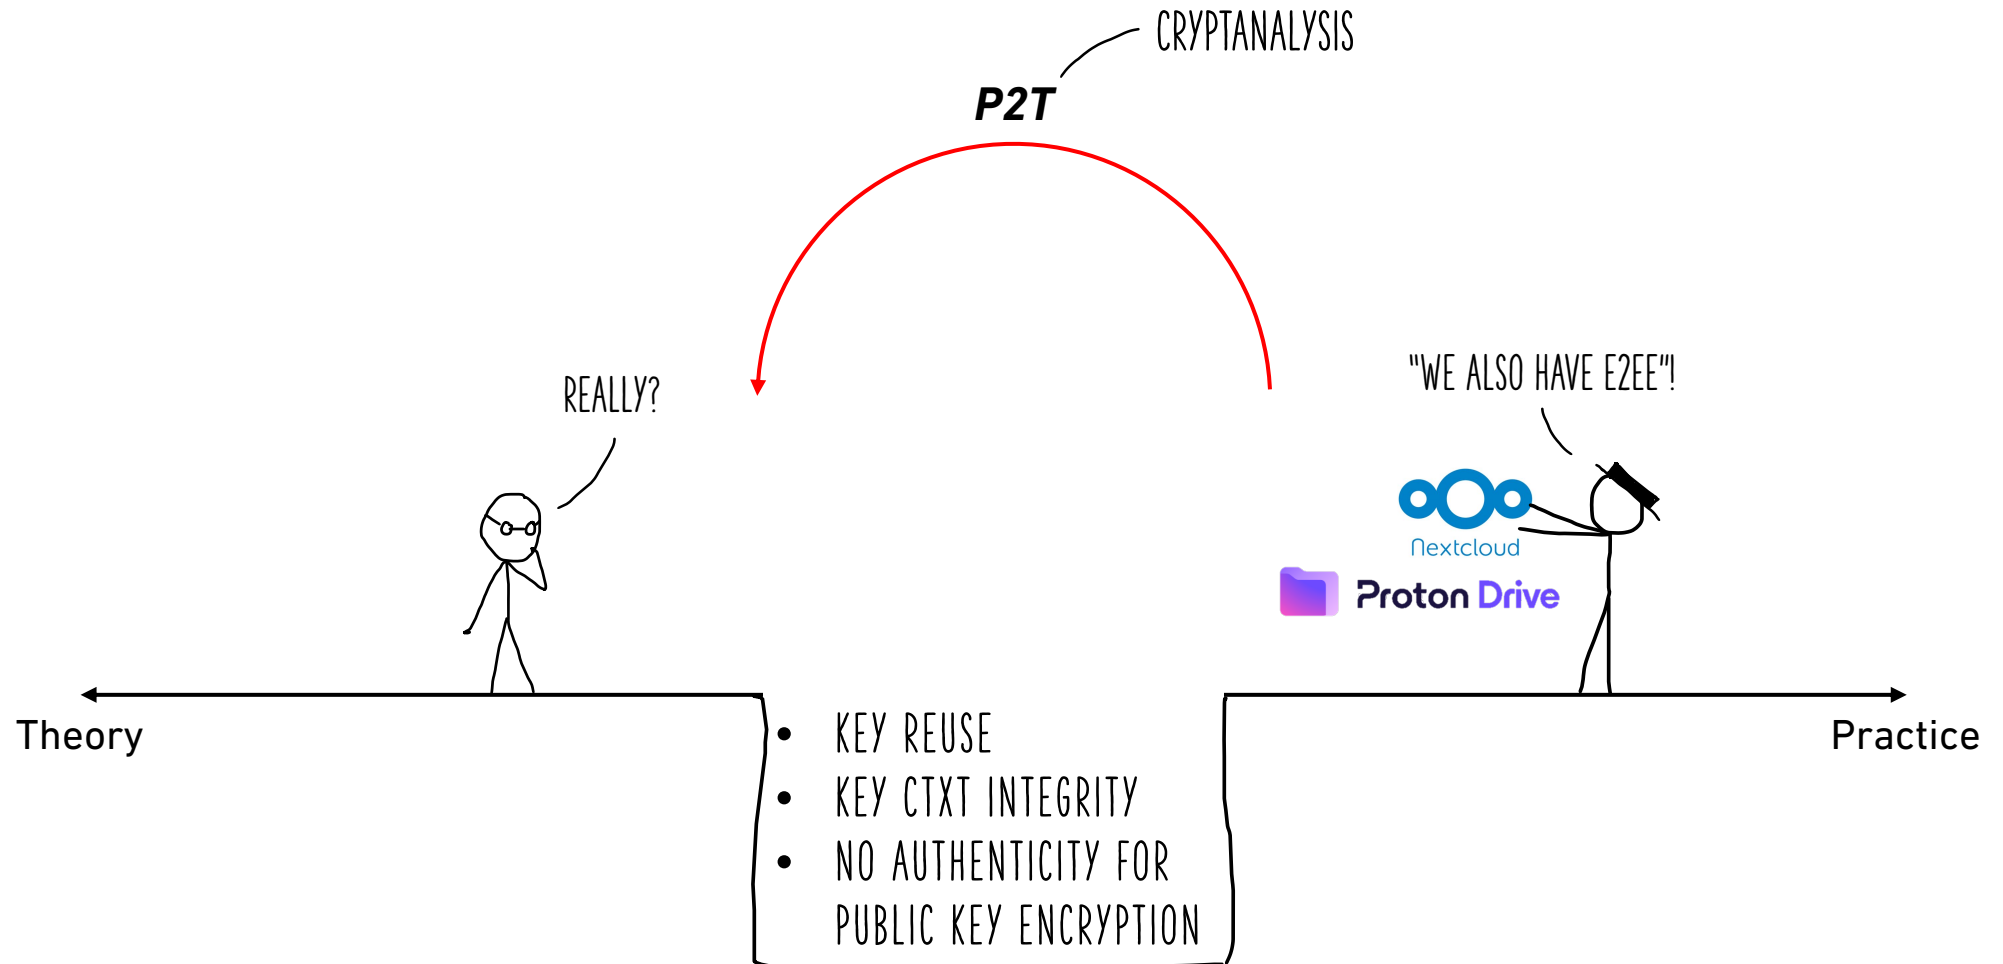 CRYPTANALYSIS
P2T
"WE ALSO HAVE E2EE"!
REALLY?
Nextcloud
Proton Drive
Theory
Practice
• KEY REUSE
• KEY CTXT INTEGRITY
• NO AUTHENTICITY FOR
PUBLIC KEY ENCRYPTION